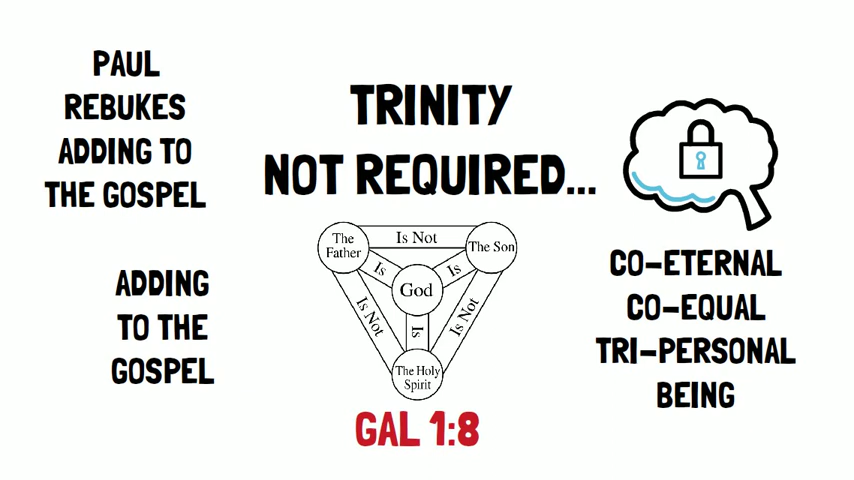 PAUL
REBUKES
ADDING TO
THE GOSPEL
ADDING
TO THE
GOSPEL
TRINITY
NOT REQUIRED...
The
Father
Is Not
The Son
Is
Is
God
Is Not
Is
Is Not
The Holy
Spirit
GAL 1:8
CO-ETERNAL
CO-EQUAL
TRI-PERSONAL
BEING